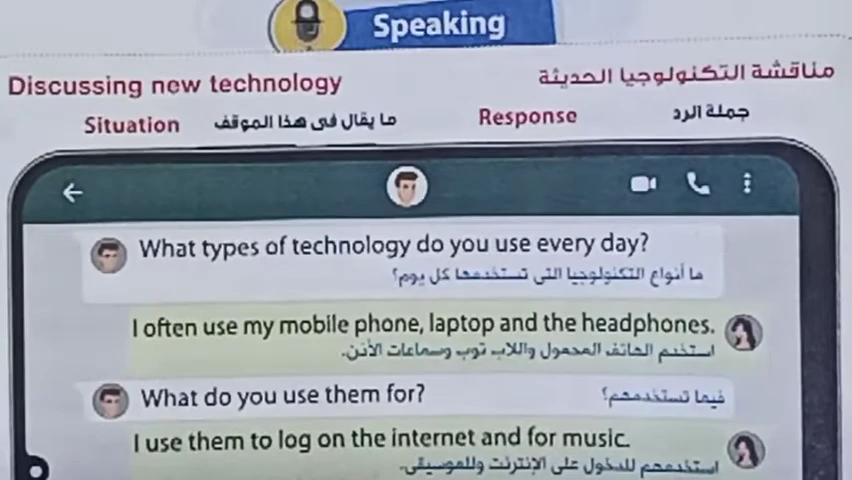 Speaking
Discussing new technology مناقشة التكنولوجيا الحديثة
Situation ما يقال فى هذا الموقف Response جملة الرد
What types of technology do you use every day?
ما أنواع التكنولوجيا التى تستخدمها كل يوم؟
I often use my mobile phone, laptop and the headphones.
استخدم الهاتف المحمول واللاب توب وسماعات الأذن.
What do you use them for? فيما تستخدمهم؟
I use them to log on the internet and for music.
استخدمهم للدخول على الإنترنت وللموسيقى.